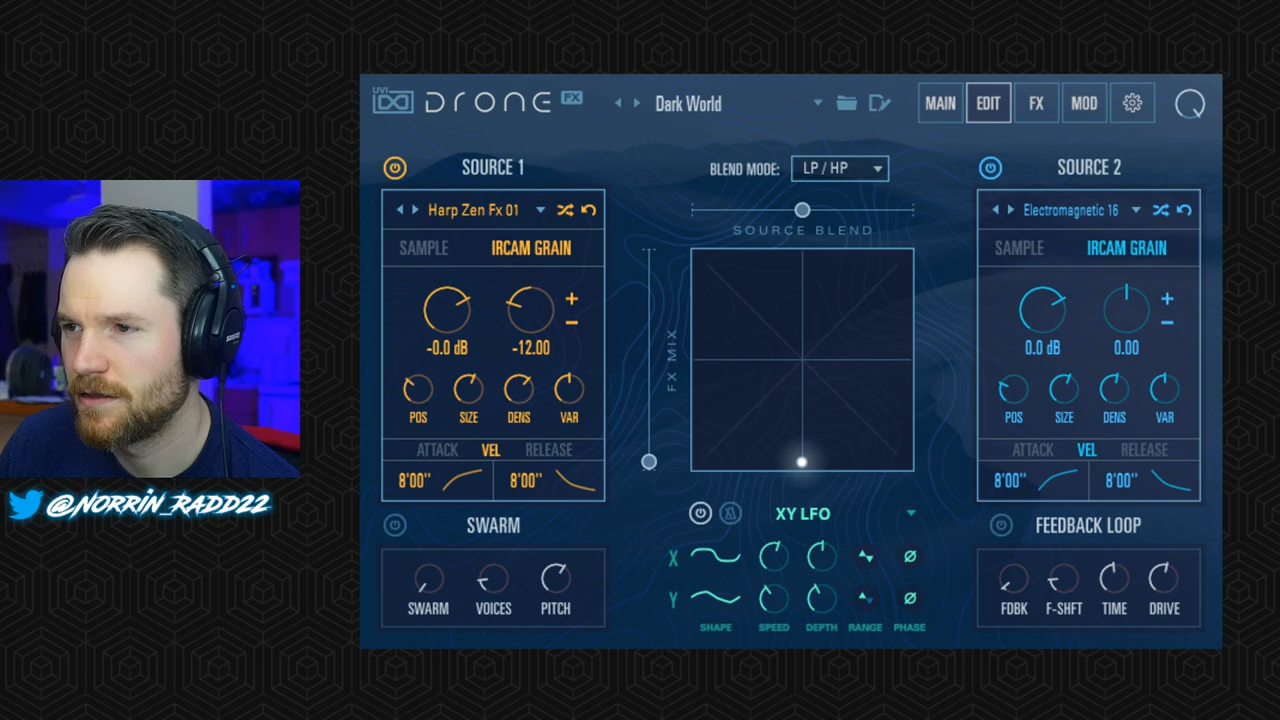 UVI DRONE FX
Dark World
MAIN EDIT FX MOD
SOURCE 1
BLEND MODE: LP / HP
SOURCE 2
Harp Zen Fx 01
SOURCE BLEND
Electromagnetic 16
SAMPLE IRCAM GRAIN
SAMPLE IRCAM GRAIN
+
-
+
-
-0.0 dB -12.00
FX MIX
0.0 dB 0.00
POS SIZE DENS VAR
POS SIZE DENS VAR
ATTACK VEL RELEASE
ATTACK VEL RELEASE
8'00" 8'00"
8'00" 8'00"
@NORRIN_RADD22
SHURE
XY LFO
SWARM
FEEDBACK LOOP
X
Y
SWARM VOICES PITCH
FDBK F-SHFT TIME DRIVE
SHAPE SPEED DEPTH RANGE PHASE